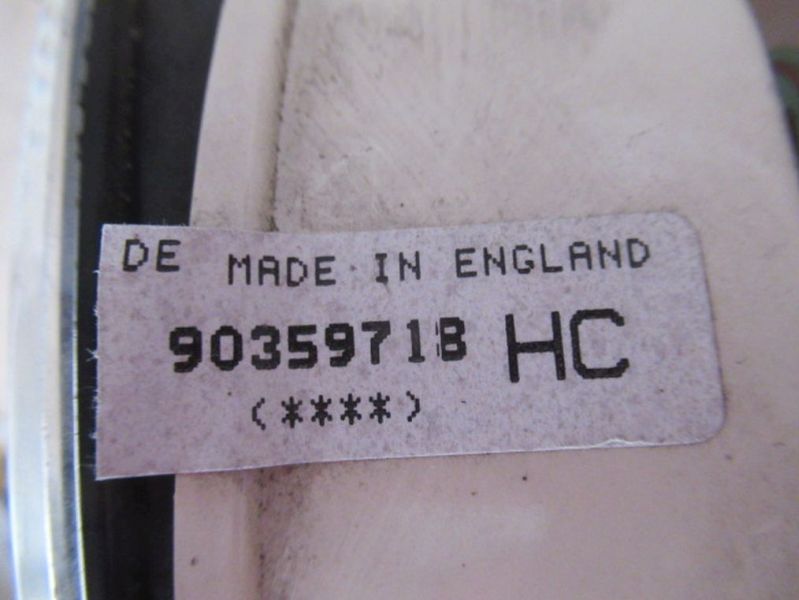 DE MADE IN ENGLAND
90359718 HC
(****)